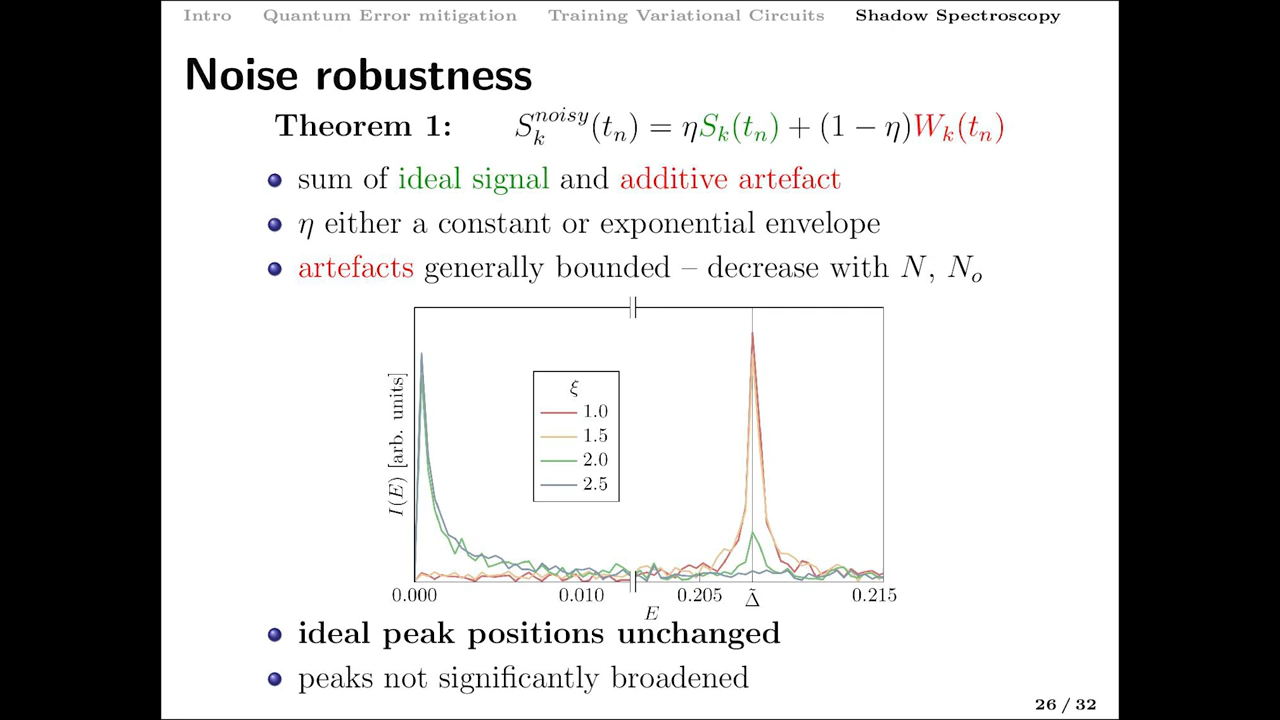 Intro Quantum Error mitigation Training Variational Circuits Shadow Spectroscopy
Noise robustness
Theorem 1: S_k^{noisy}(t_n) = ηS_k(t_n) + (1 − η)W_k(t_n)
sum of ideal signal and additive artefact
η either a constant or exponential envelope
artefacts generally bounded – decrease with N, N_o
I(E) [arb. units]
ξ
1.0
1.5
2.0
2.5
0.000 0.010 0.205 Δ̃ 0.215
E
ideal peak positions unchanged
peaks not significantly broadened
26 / 32